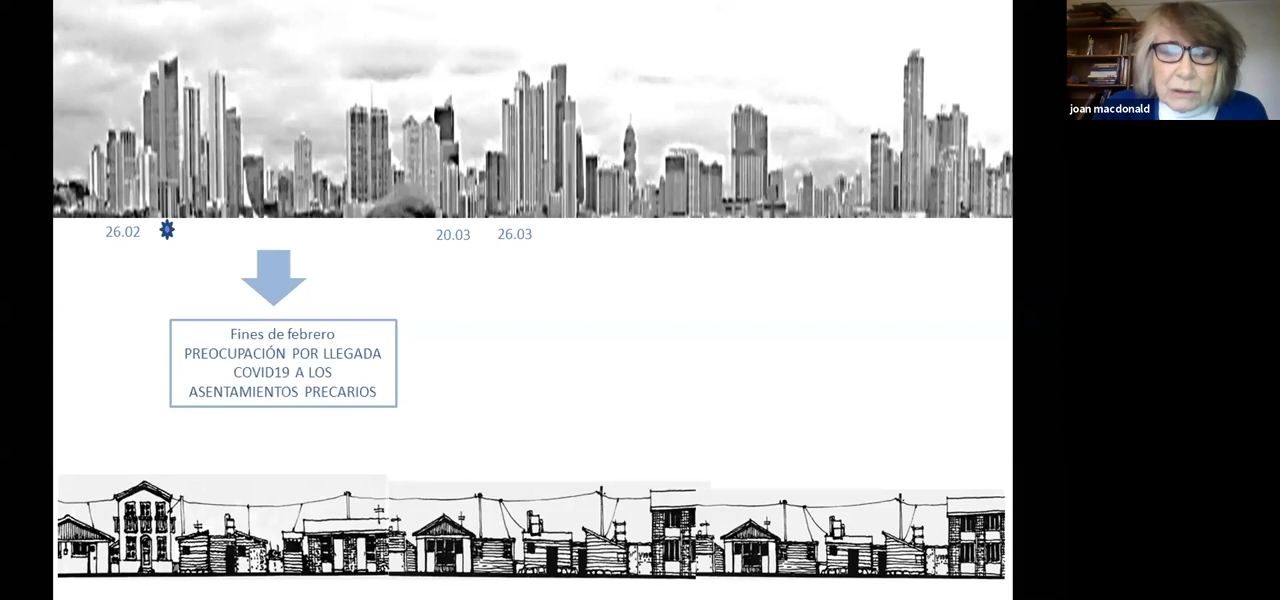 joan macdonald
26.02
20.03
26.03
Fines de febrero
PREOCUPACIÓN POR LLEGADA
COVID19 A LOS
ASENTAMIENTOS PRECARIOS